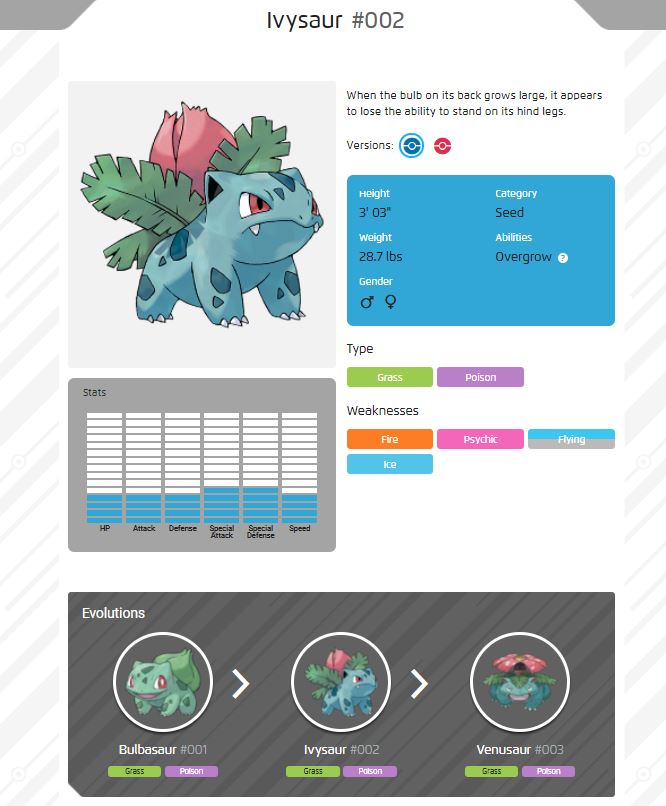 Ivysaur #002
When the bulb on its back grows large, it appears
to lose the ability to stand on its hind legs.
Versions:
Height
3' 03"
Category
Seed
Weight
28.7 lbs
Abilities
Overgrow ?
Gender
Type
Grass Poison
Weaknesses
Fire Psychic Flying
Ice
Stats
HP Attack Defense Special Attack Special Defense Speed
Evolutions
Bulbasaur #001
Grass Poison
Ivysaur #002
Grass Poison
Venusaur #003
Grass Poison